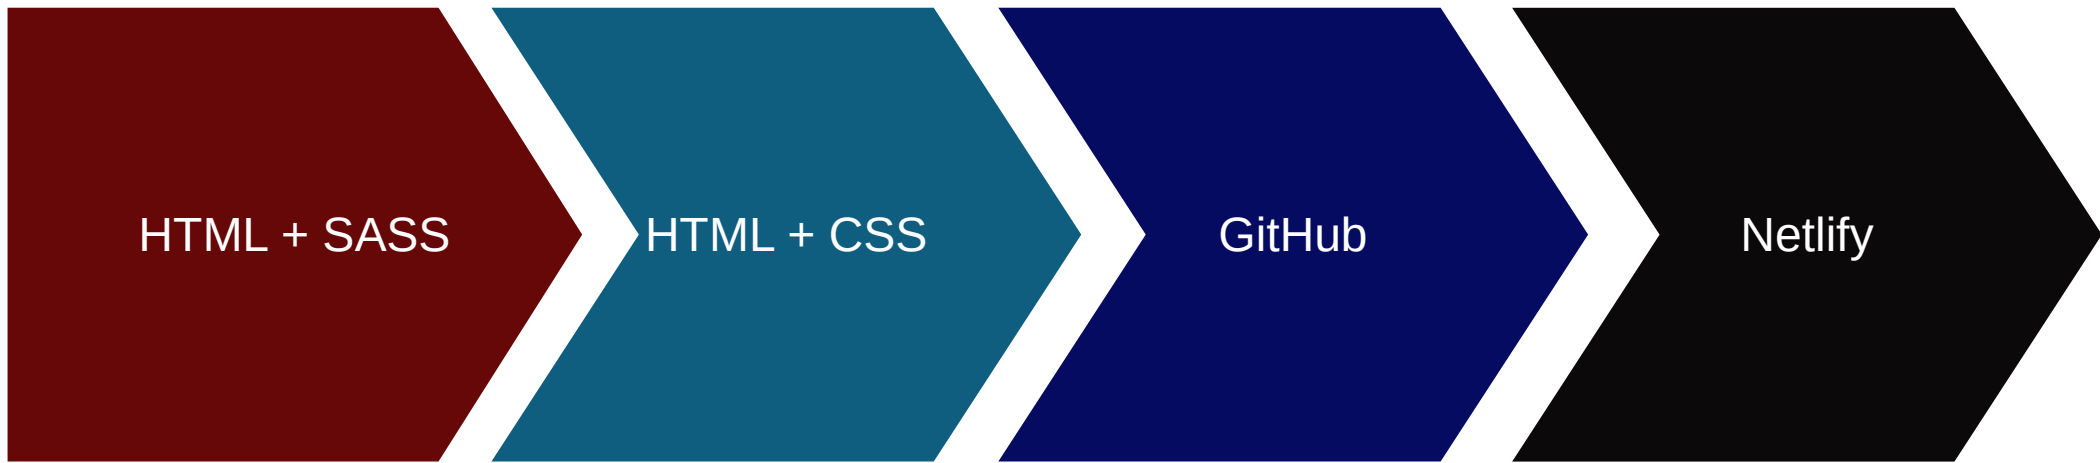 HTML + SASS
HTML + CSS
GitHub
Netlify